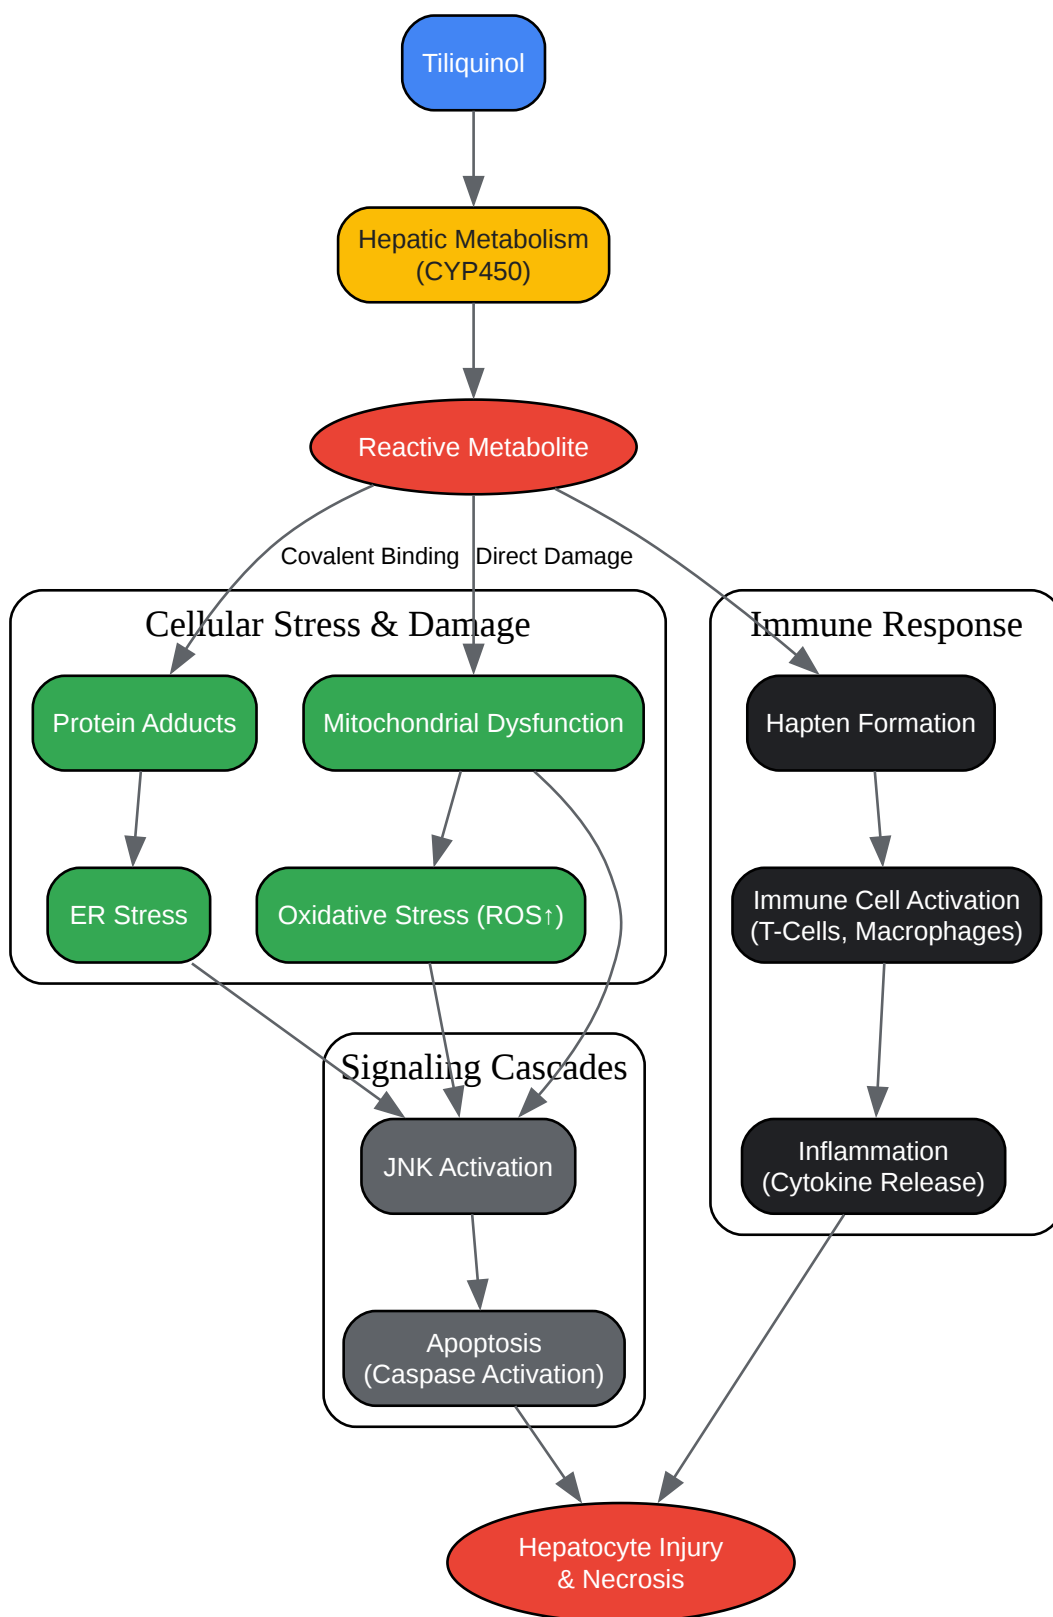 Tiliquinol
Hepatic Metabolism
(CYP450)
Reactive Metabolite
Covalent Binding
Direct Damage
Cellular Stress & Damage
Immune Response
Protein Adducts
Mitochondrial Dysfunction
Hapten Formation
ER Stress
Oxidative Stress (ROS↑)
Immune Cell Activation
(T-Cells, Macrophages)
Signaling Cascades
JNK Activation
Inflammation
(Cytokine Release)
Apoptosis
(Caspase Activation)
Hepatocyte Injury
& Necrosis